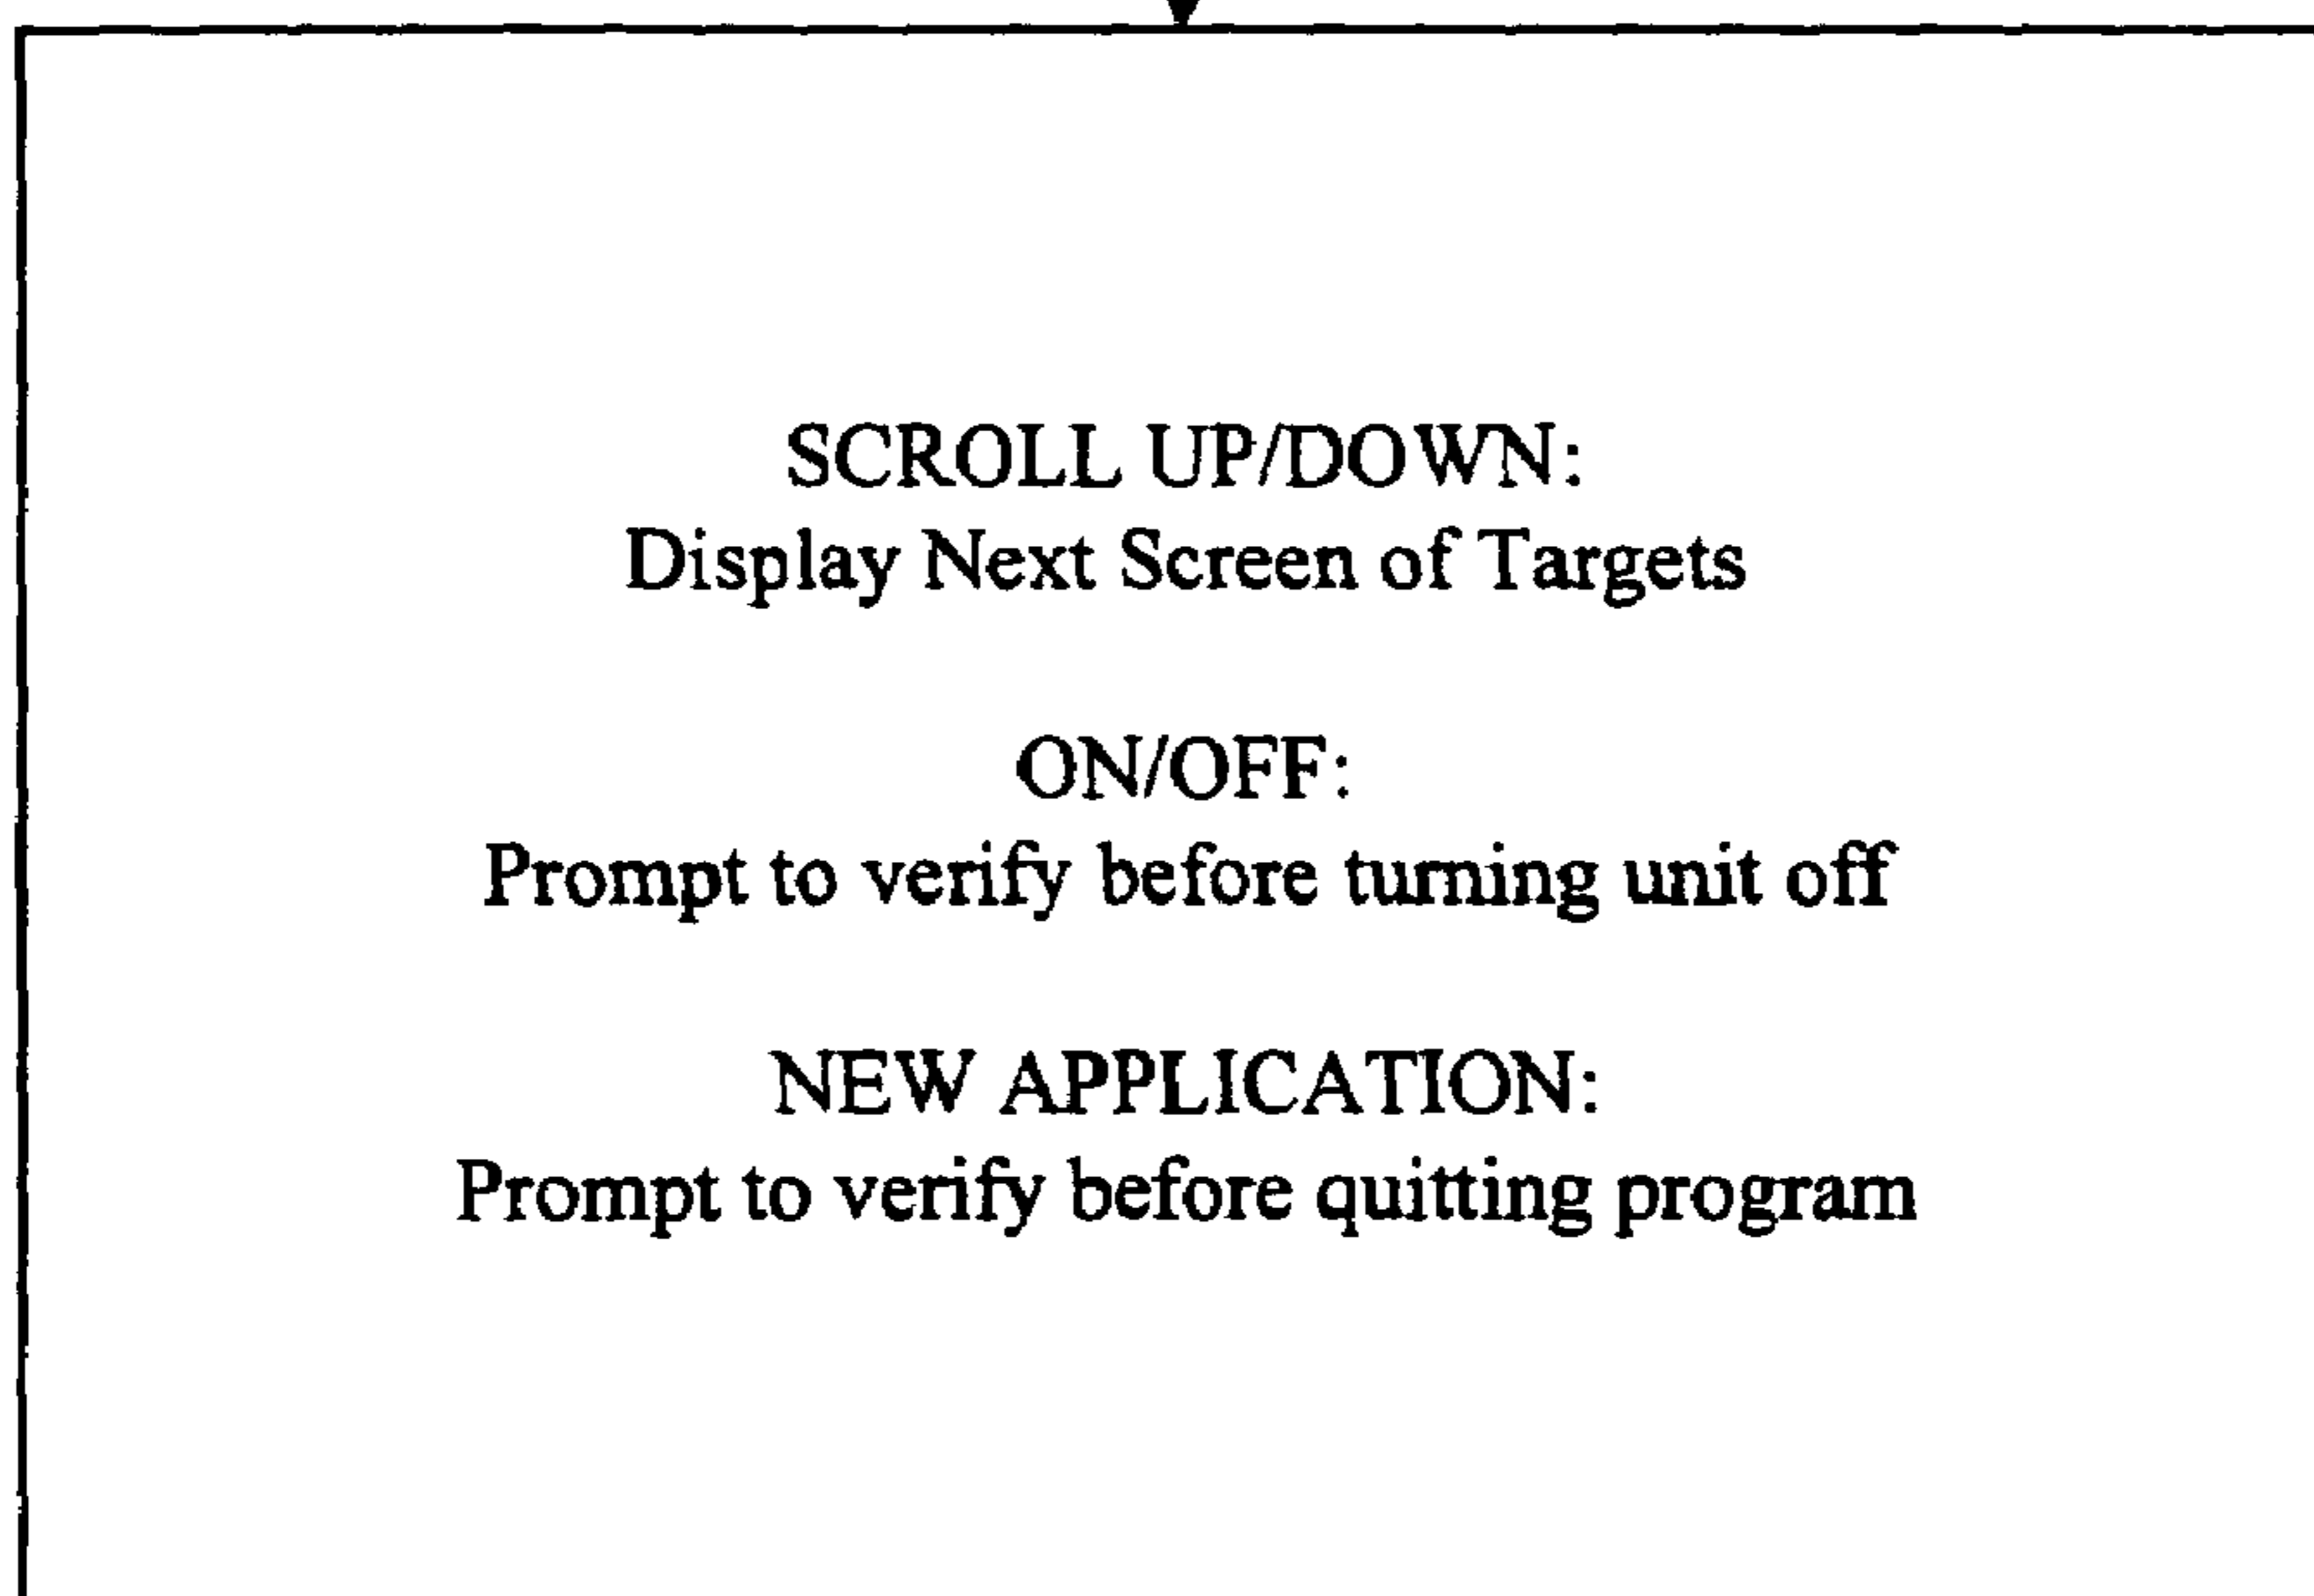 SCROLL UP/DOWN:
Display Next Screen of Targets
ON/OFF:
Prompt to verify before turning unit off
NEW APPLICATION:
Prompt to verify before quitting program